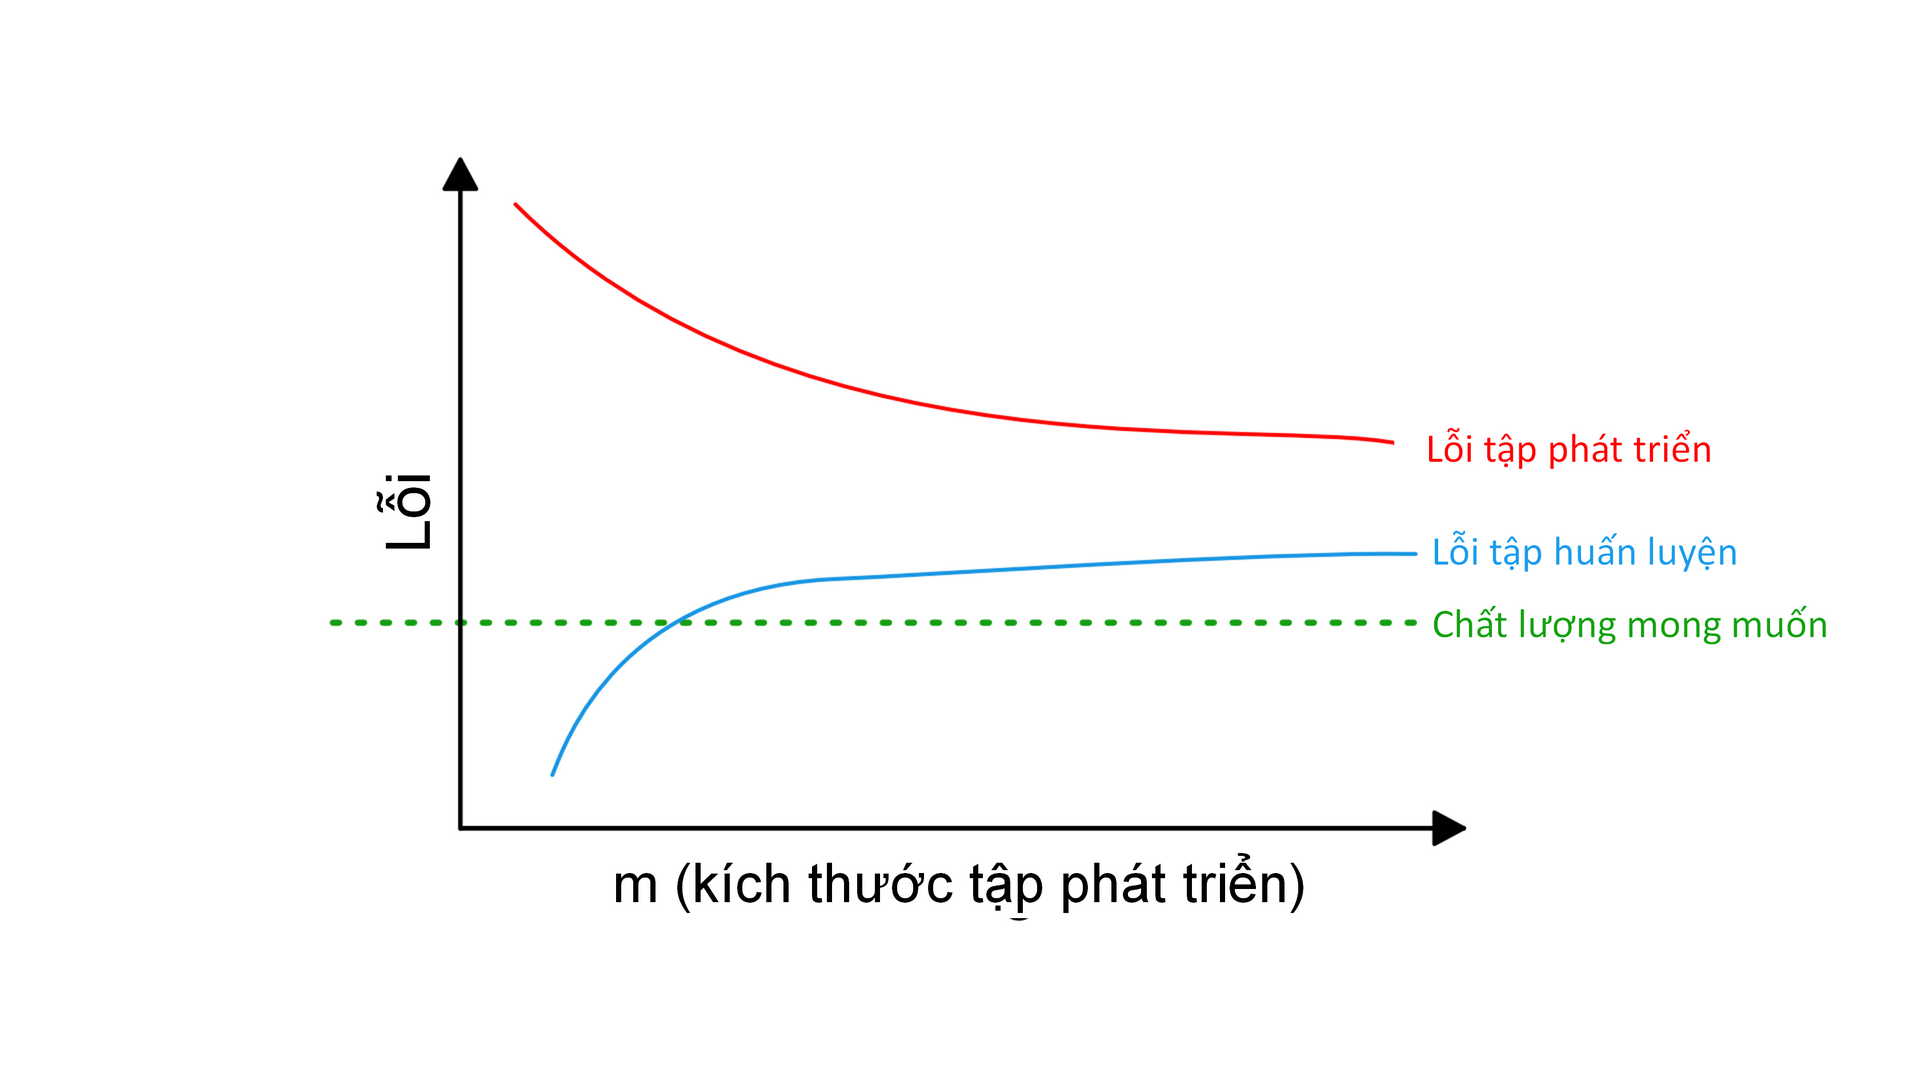 Lỗi
Lỗi tập phát triển
Lỗi tập huấn luyện
Chất lượng mong muốn
m (kích thước tập phát triển)